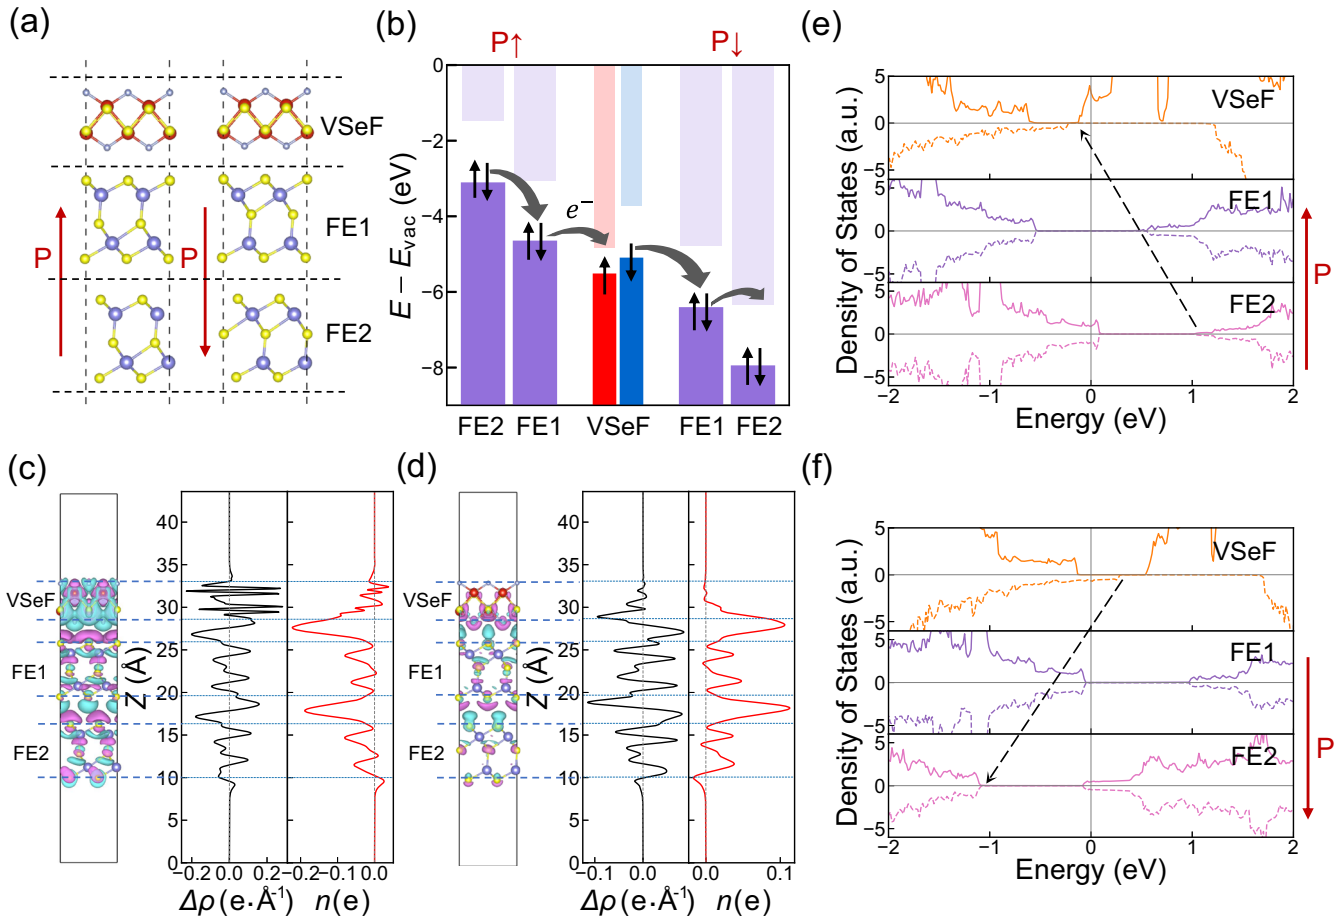 (a)
VSeF
FE1
FE2
P
P
(b)
P↑
P↓
E − E_vac (eV)
0
−2
−4
−6
−8
e⁻
FE2
FE1
VSeF
FE1
FE2
(c)
VSeF
FE1
FE2
Z (Å)
40
35
30
25
20
15
10
5
0
−0.2
0.0
0.2
−0.2
−0.1
0.0
Δρ (e·Å⁻¹)
n(e)
(d)
VSeF
FE1
FE2
Z (Å)
40
35
30
25
20
15
10
5
0
−0.1
0.0
0.1
0.0
0.1
Δρ (e·Å⁻¹)
n(e)
(e)
Density of States (a.u.)
5
0
−5
VSeF
5
0
−5
FE1
5
0
−5
FE2
P
−2
−1
0
1
2
Energy (eV)
(f)
Density of States (a.u.)
5
0
−5
VSeF
5
0
−5
FE1
5
0
−5
FE2
P
−2
−1
0
1
2
Energy (eV)